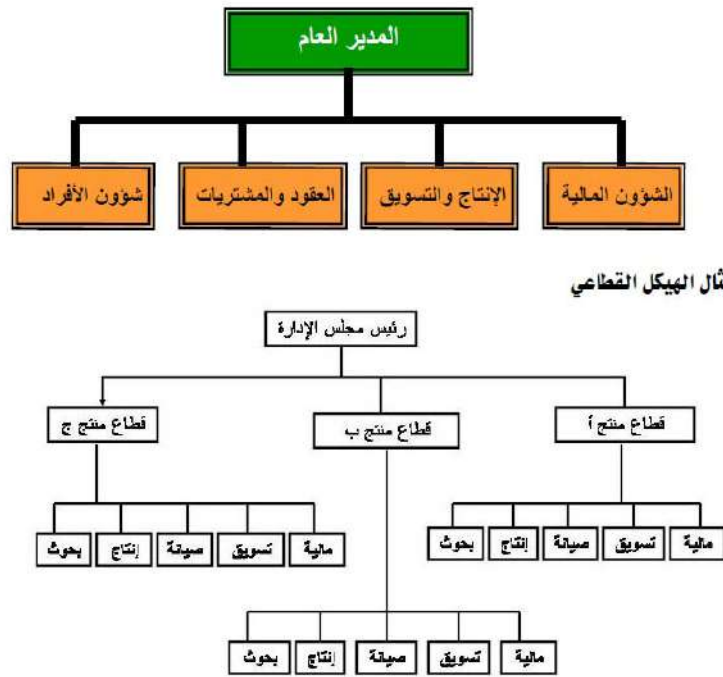 المدير العام
الشؤون المالية
الإنتاج والتسويق
العقود والمشتريات
شؤون الأفراد
ثال الهيكل القطاعي
رئيس مجلس الإدارة
قطاع منتج أ
قطاع منتج ب
قطاع منتج ج
مالية
تسويق
صيانة
إنتاج
بحوث
مالية
تسويق
صيانة
إنتاج
بحوث
مالية
تسويق
صيانة
إنتاج
بحوث